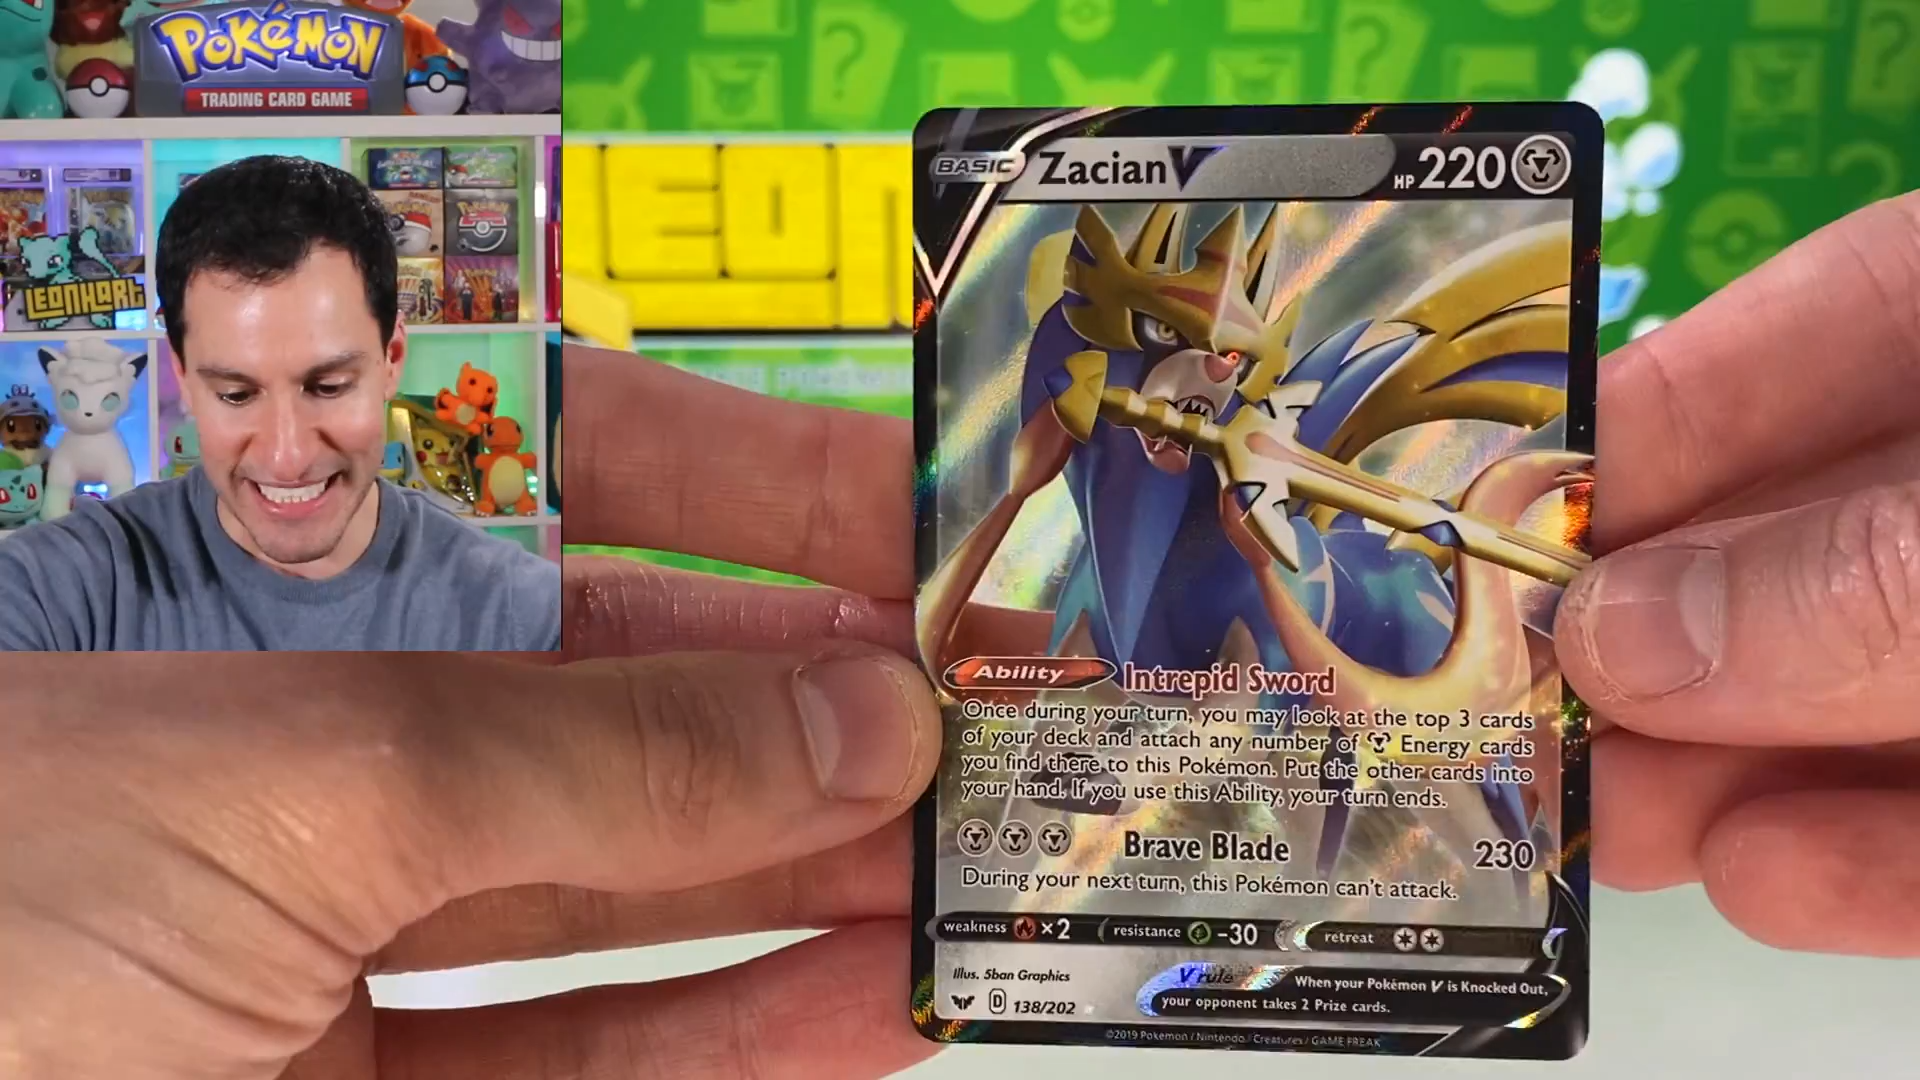 POKéMON
TRADING CARD GAME
LEONHART
LEON
BASIC Zacian V HP 220
Ability Intrepid Sword
Once during your turn, you may look at the top 3 cards
of your deck and attach any number of Energy cards
you find there to this Pokémon. Put the other cards into
your hand. If you use this Ability, your turn ends.
Brave Blade 230
During your next turn, this Pokémon can't attack.
weakness ×2 resistance -30 retreat
Illus. 5ban Graphics
V rule When your Pokémon V is Knocked Out,
your opponent takes 2 Prize cards.
D 138/202
©2019 Pokémon / Nintendo / Creatures / GAME FREAK